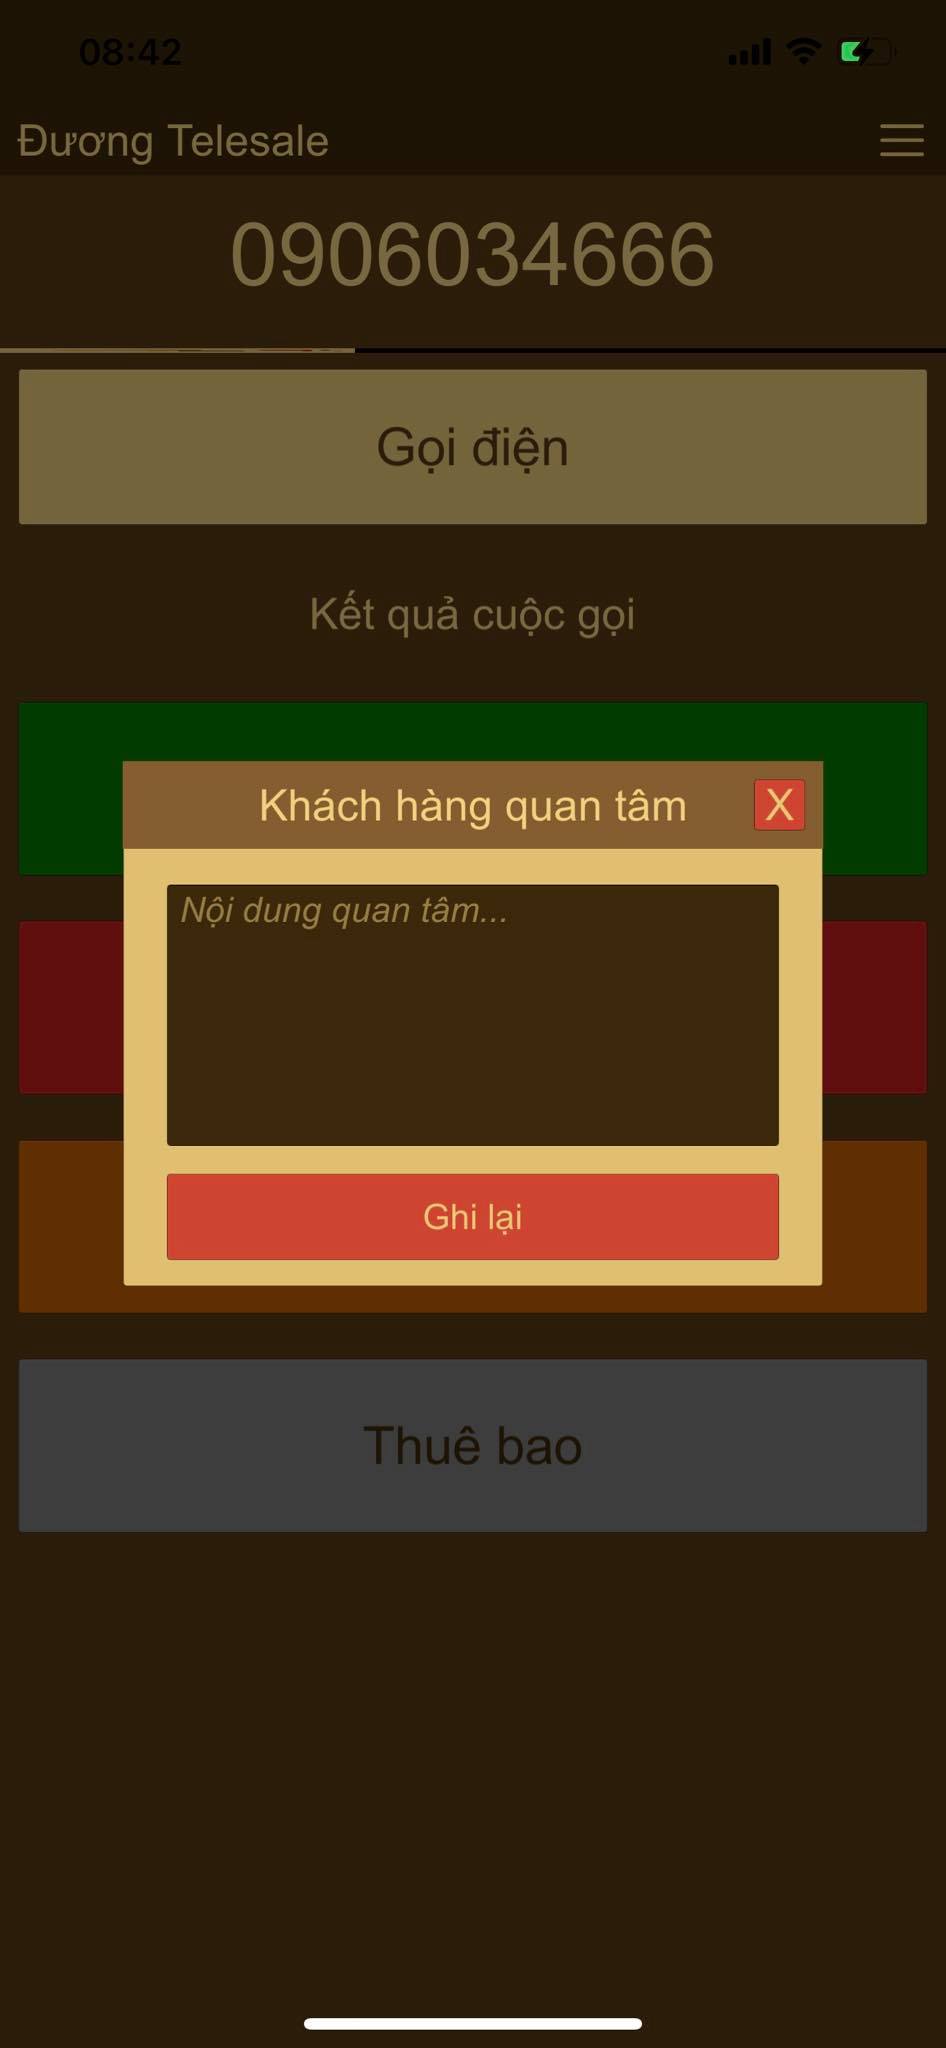 08:42
Đương Telesale
0906034666
Gọi điện
Kết quả cuộc gọi
Khách hàng quan tâm
X
Nội dung quan tâm...
Ghi lại
Thuê bao